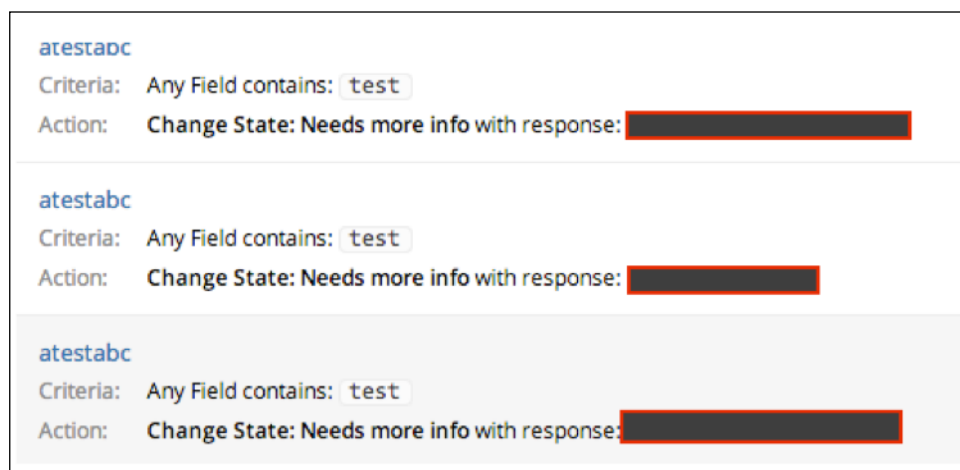 atestabc
Criteria: Any Field contains: test
Action: Change State: Needs more info with response:
atestabc
Criteria: Any Field contains: test
Action: Change State: Needs more info with response:
atestabc
Criteria: Any Field contains: test
Action: Change State: Needs more info with response: